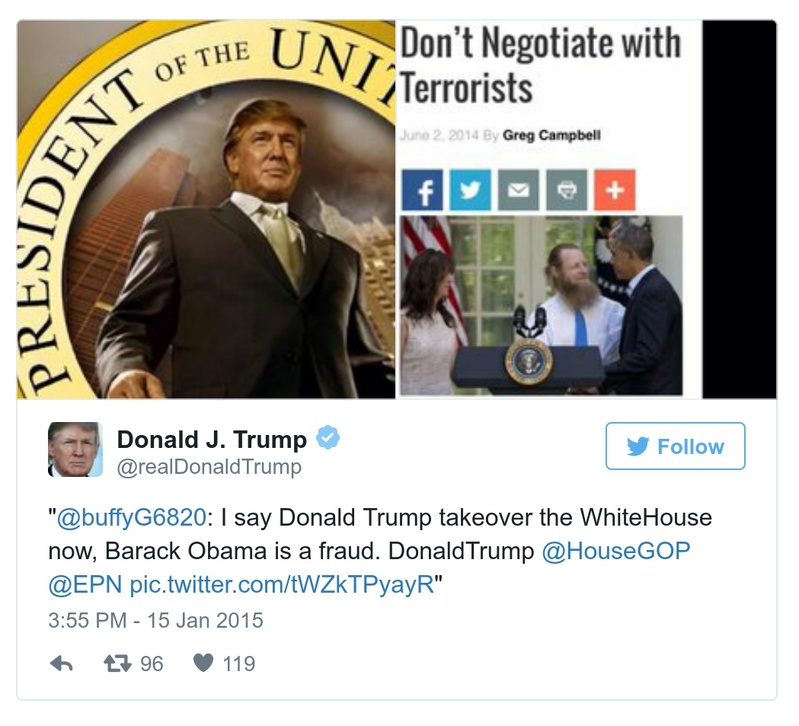 PRESIDENT OF THE UNIT
Don't Negotiate with
Terrorists
June 2, 2014 By Greg Campbell
Donald J. Trump
@realDonaldTrump
Follow
"@buffyG6820: I say Donald Trump takeover the WhiteHouse
now, Barack Obama is a fraud. DonaldTrump @HouseGOP
@EPN pic.twitter.com/tWZkTPyayR"
3:55 PM - 15 Jan 2015
96 119